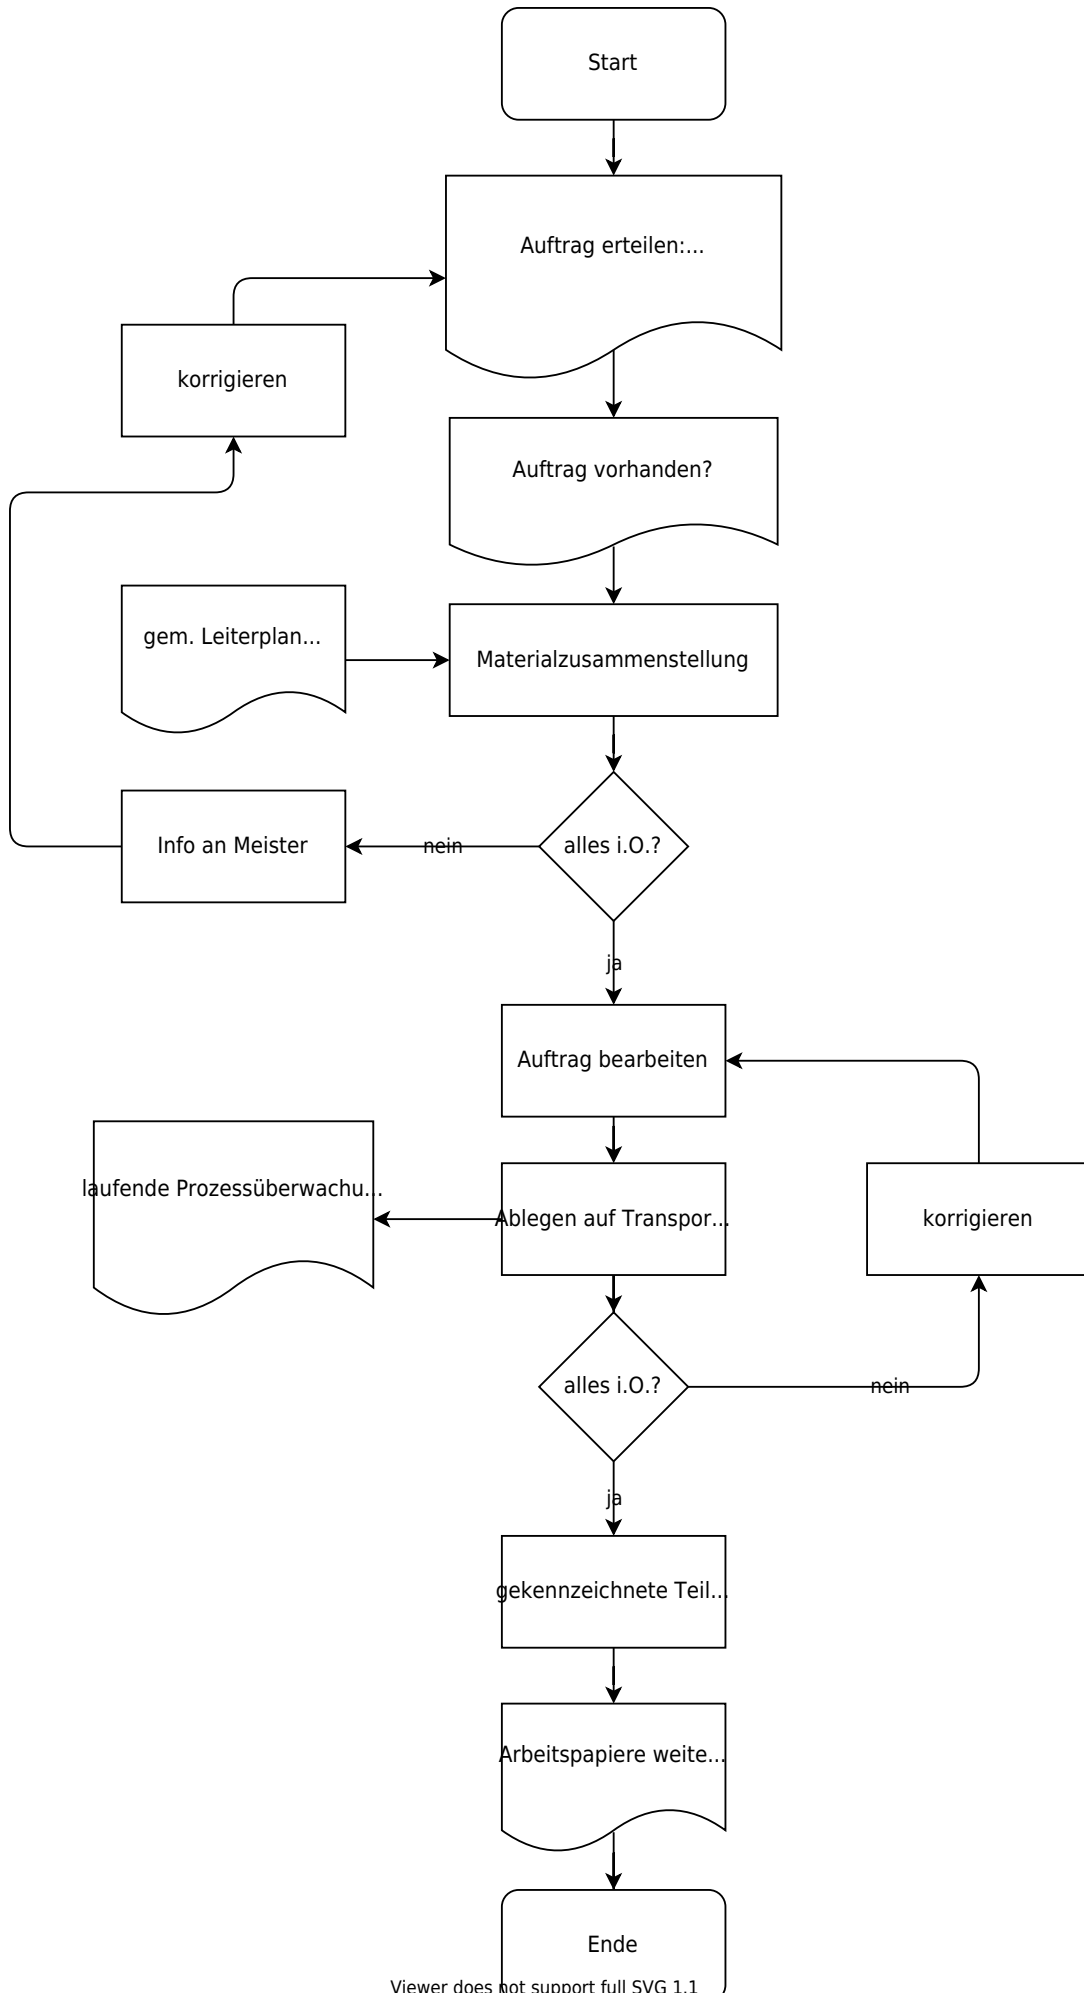 Start
Auftrag erteilen:...
korrigieren
Auftrag vorhanden?
gem. Leiterplan...
Materialzusammenstellung
Info an Meister
nein
alles i.O.?
ja
Auftrag bearbeiten
laufende Prozessüberwachu...
Ablegen auf Transpor...
korrigieren
alles i.O.?
nein
ja
gekennzeichnete Teil...
Arbeitspapiere weite...
Ende
Viewer does not support full SVG 1.1